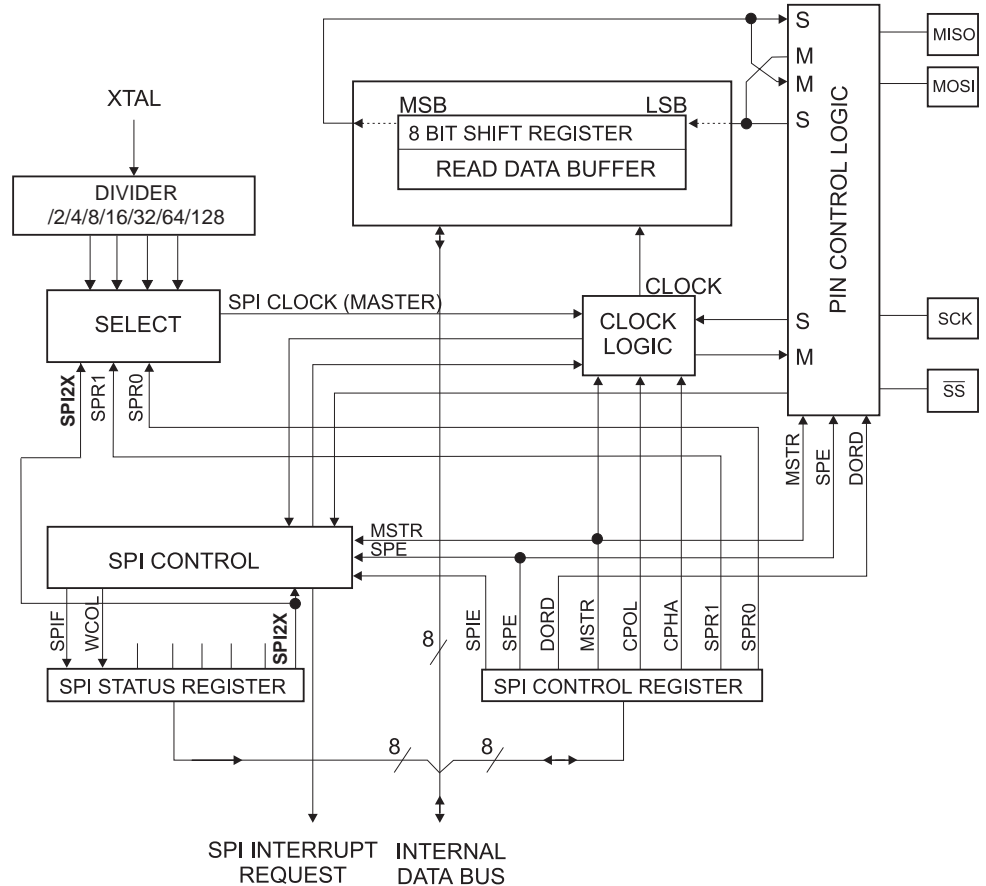 S
MISO
M
MOSI
M
XTAL
MSB
LSB
S
8 BIT SHIFT REGISTER
READ DATA BUFFER
PIN CONTROL LOGIC
DIVIDER
/2/4/8/16/32/64/128
SPI CLOCK (MASTER)
CLOCK
SELECT
CLOCK
LOGIC
S
SCK
M
SPI2X
SPR1
SPR0
SS
MSTR
SPE
DORD
MSTR
SPE
SPI CONTROL
SPIF
WCOL
SPI2X
8
SPIE
SPE
DORD
MSTR
CPOL
CPHA
SPR1
SPR0
SPI STATUS REGISTER
SPI CONTROL REGISTER
8
8
SPI INTERRUPT
REQUEST
INTERNAL
DATA BUS